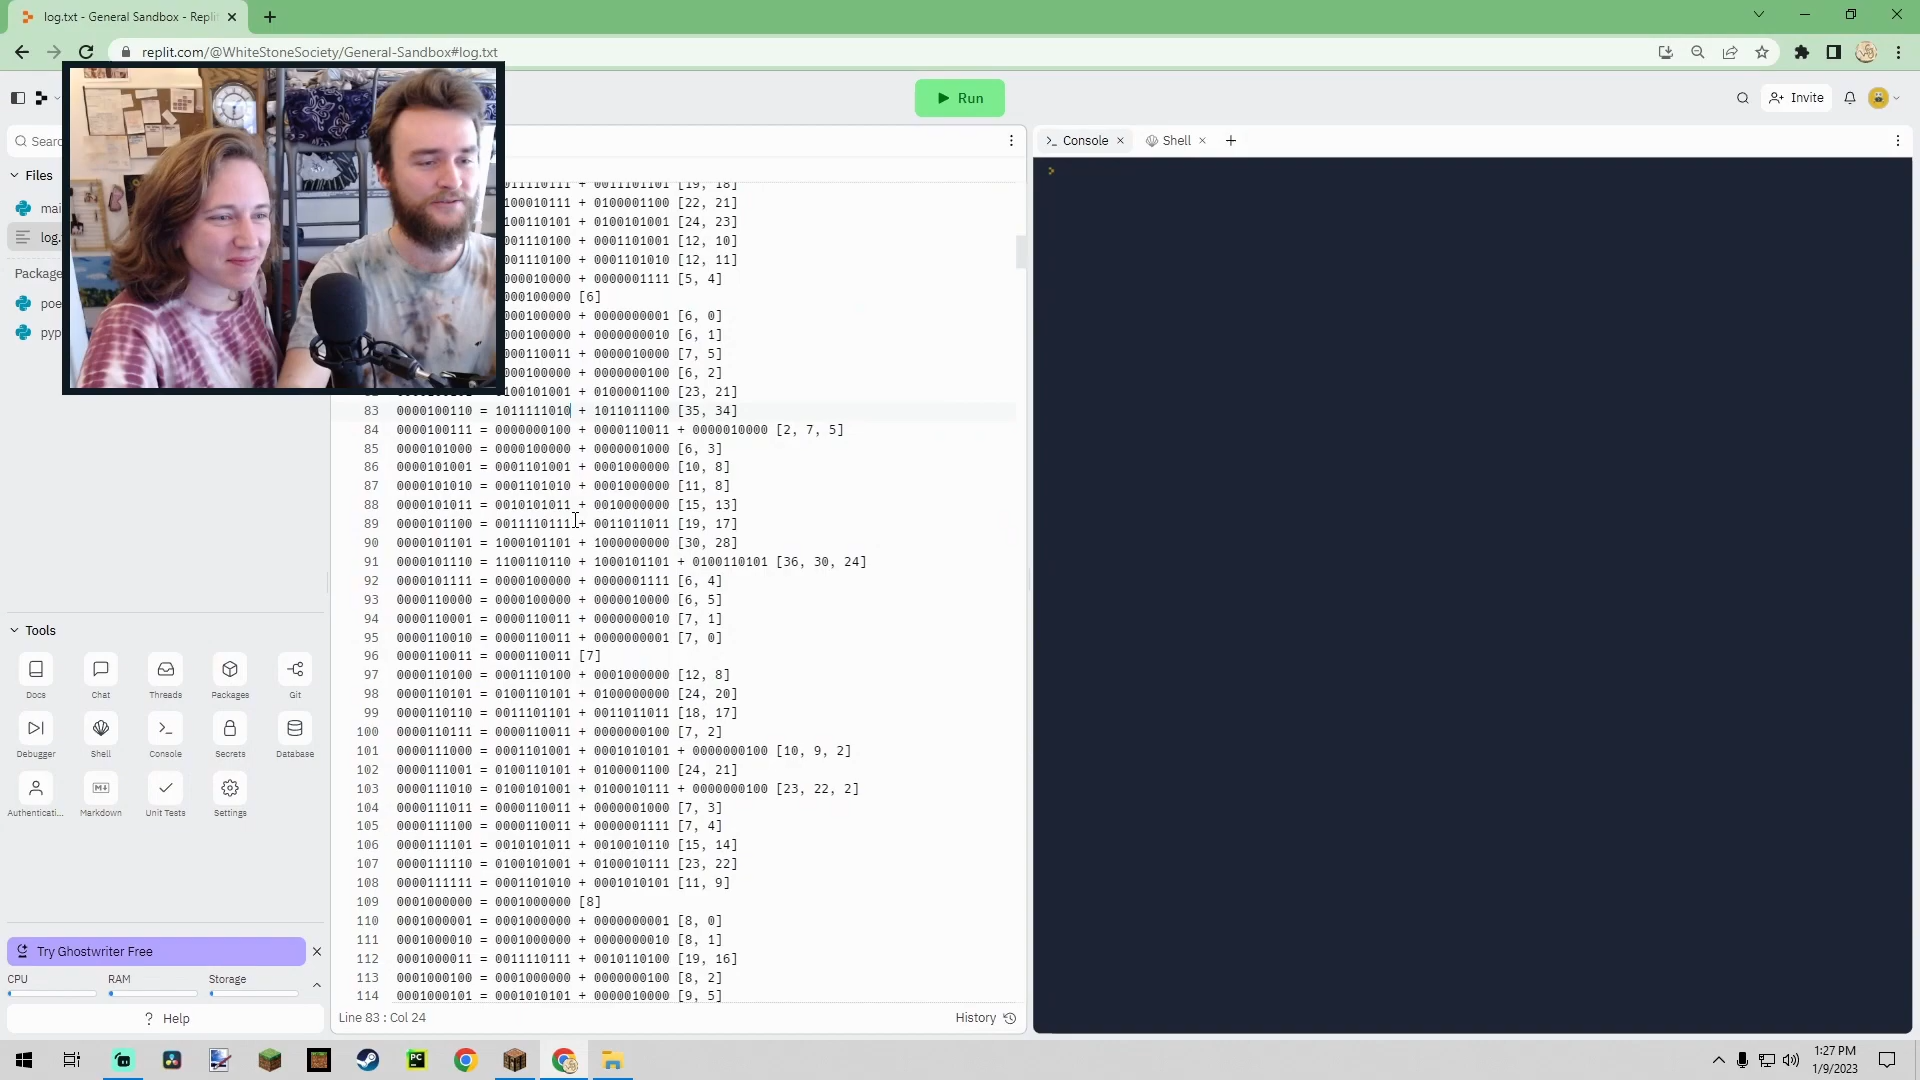 log.txt - General Sandbox - Repli
replit.com/@WhiteStoneSociety/General-Sandbox#log.txt
Run
Invite
Sear
Files
mai
log.
Package
poe
pyp
Console
Shell
011110111 + 0011101101 [19, 18]
100010111 + 0100001100 [22, 21]
100110101 + 0100101001 [24, 23]
001110100 + 0001101001 [12, 10]
001110100 + 0001101010 [12, 11]
000010000 + 0000001111 [5, 4]
000100000 [6]
000100000 + 0000000001 [6, 0]
000100000 + 0000000010 [6, 1]
000110011 + 0000010000 [7, 5]
000100000 + 0000000100 [6, 2]
0100101001 + 0100001100 [23, 21]
83 0000100110 = 1011111010 + 1011011100 [35, 34]
84 0000100111 = 0000000100 + 0000110011 + 0000010000 [2, 7, 5]
85 0000101000 = 0000100000 + 0000001000 [6, 3]
86 0000101001 = 0001101001 + 0001000000 [10, 8]
87 0000101010 = 0001101010 + 0001000000 [11, 8]
88 0000101011 = 0010101011 + 0010000000 [15, 13]
89 0000101100 = 0011110111 + 0011011011 [19, 17]
90 0000101101 = 1000101101 + 1000000000 [30, 28]
91 0000101110 = 1100110110 + 1000101101 + 0100110101 [36, 30, 24]
92 0000101111 = 0000100000 + 0000001111 [6, 4]
93 0000110000 = 0000100000 + 0000010000 [6, 5]
94 0000110001 = 0000110011 + 0000000010 [7, 1]
95 0000110010 = 0000110011 + 0000000001 [7, 0]
96 0000110011 = 0000110011 [7]
97 0000110100 = 0001110100 + 0001000000 [12, 8]
98 0000110101 = 0100110101 + 0100000000 [24, 20]
99 0000110110 = 0011101101 + 0011011011 [18, 17]
100 0000110111 = 0000110011 + 0000000100 [7, 2]
101 0000111000 = 0001101001 + 0001010101 + 0000000100 [10, 9, 2]
102 0000111001 = 0100110101 + 0100001100 [24, 21]
103 0000111010 = 0100101001 + 0100010111 + 0000000100 [23, 22, 2]
104 0000111011 = 0000110011 + 0000001000 [7, 3]
105 0000111100 = 0000110011 + 0000001111 [7, 4]
106 0000111101 = 0010101011 + 0010010110 [15, 14]
107 0000111110 = 0100101001 + 0100010111 [23, 22]
108 0000111111 = 0001101010 + 0001010101 [11, 9]
109 0001000000 = 0001000000 [8]
110 0001000001 = 0001000000 + 0000000001 [8, 0]
111 0001000010 = 0001000000 + 0000000010 [8, 1]
112 0001000011 = 0011110111 + 0010110100 [19, 16]
113 0001000100 = 0001000000 + 0000000100 [8, 2]
114 0001000101 = 0001010101 + 0000010000 [9, 5]
Line 83 : Col 24
History
Tools
Docs
Chat
Threads
Packages
Git
Debugger
Shell
Console
Secrets
Database
Authenticati...
Markdown
Unit Tests
Settings
Try Ghostwriter Free
CPU
RAM
Storage
? Help
1:27 PM
1/9/2023